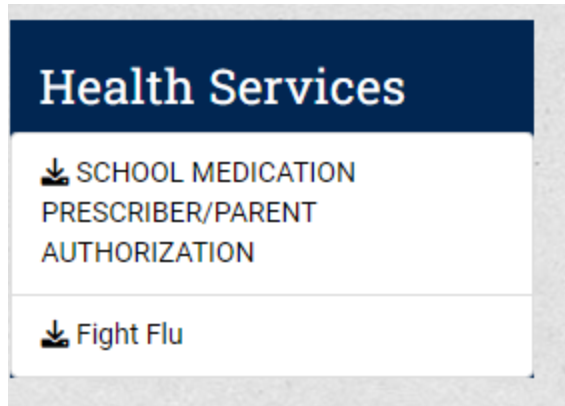 Health Services
SCHOOL MEDICATION
PRESCRIBER/PARENT
AUTHORIZATION
Fight Flu